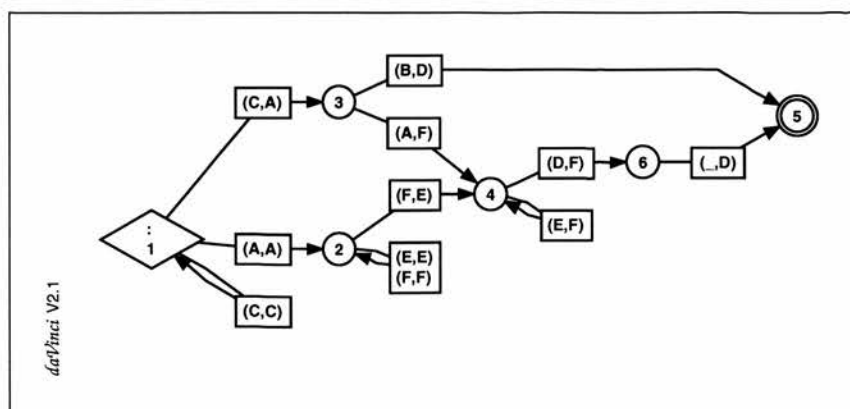 (B,D)
(C,A)
3
5
(A,F)
(D,F)
6
(_,D)
(F,E)
4
(E,F)
:
1
(A,A)
2
(E,E)
(F,F)
(C,C)
daVinci V2.1